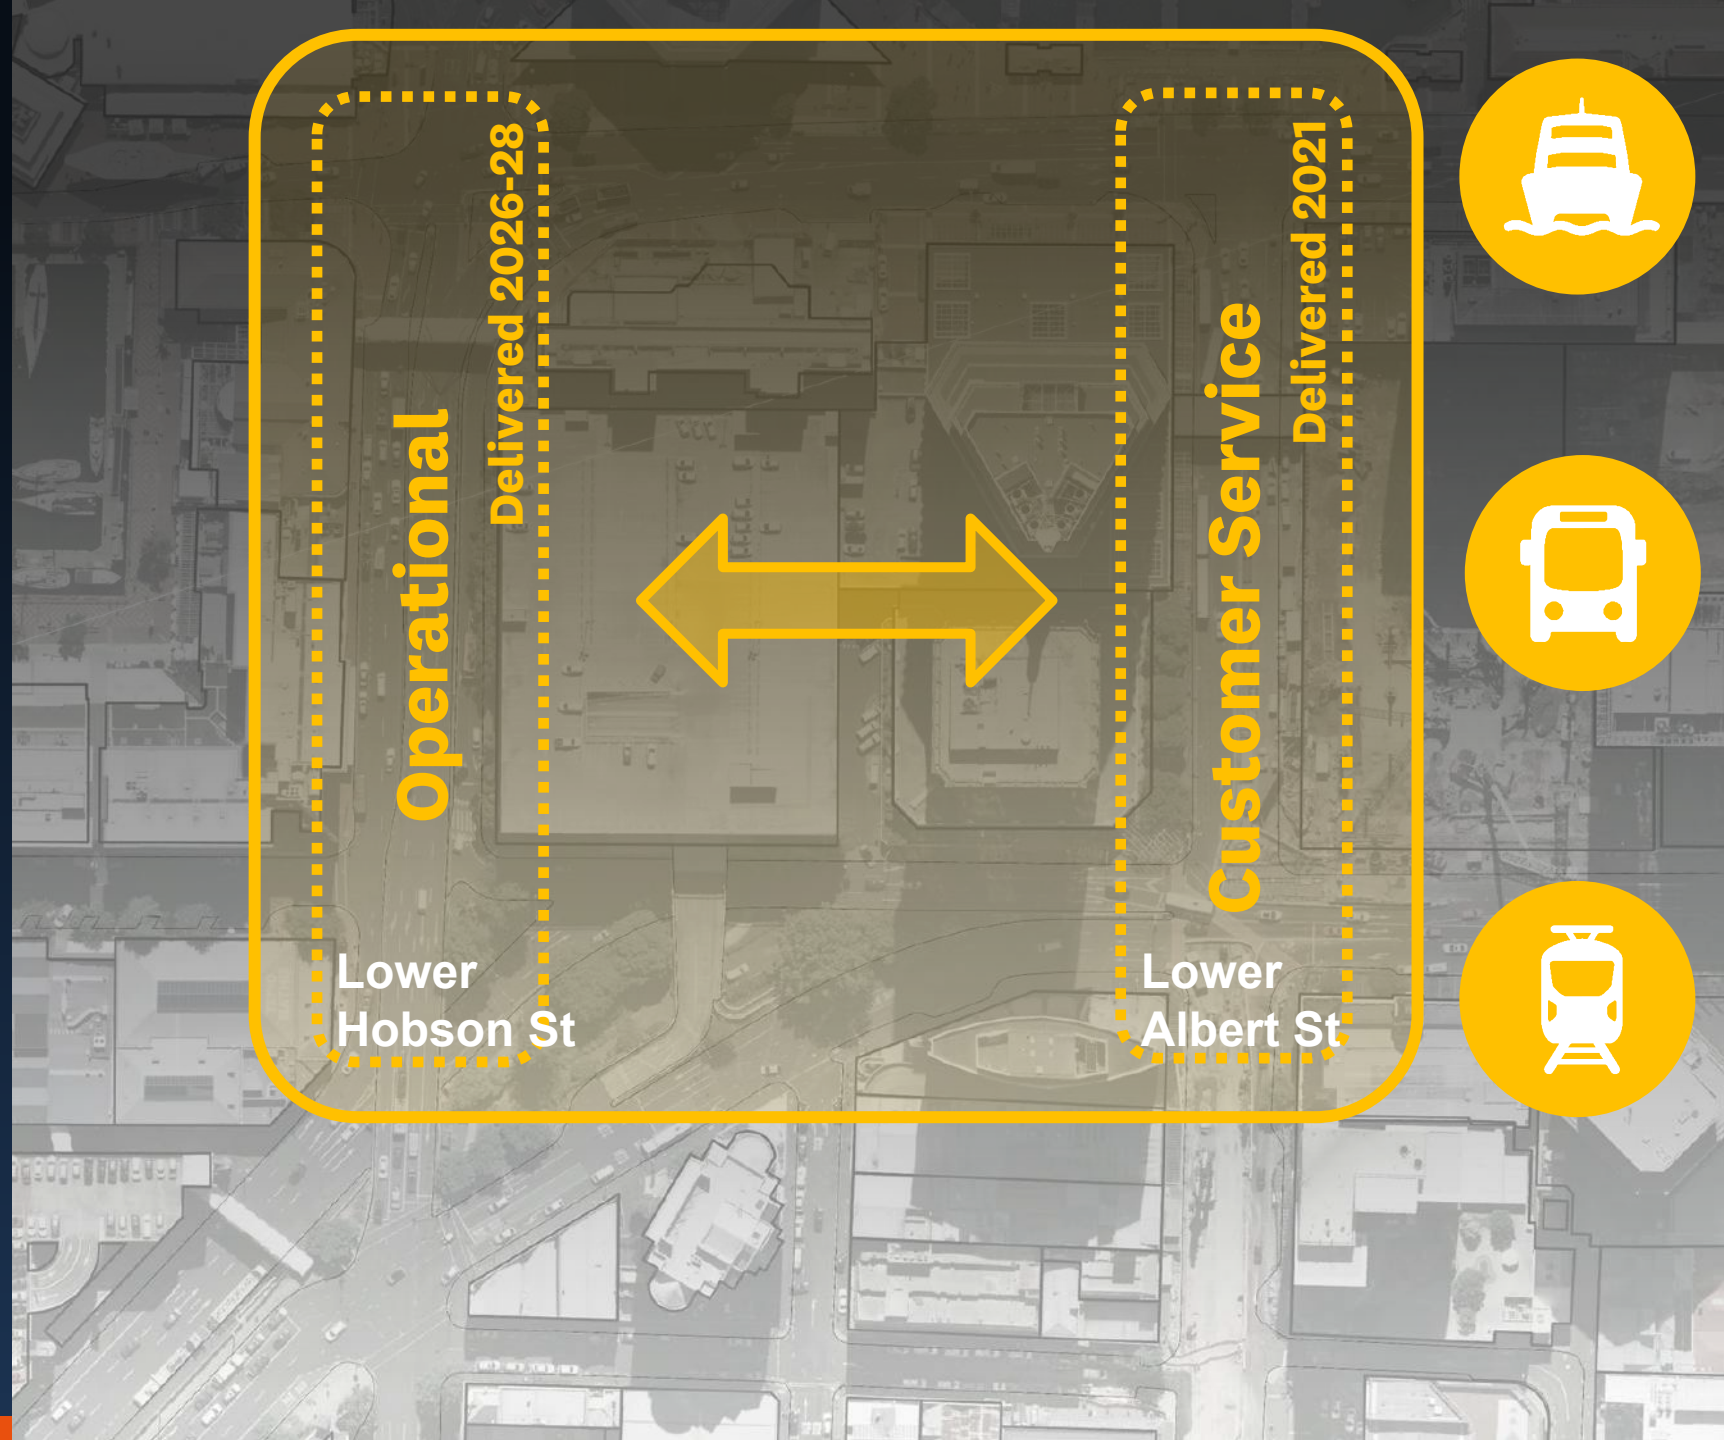 Operational
Delivered 2026-28
Lower
Hobson St
Customer Service
Delivered 2021
Lower
Albert St